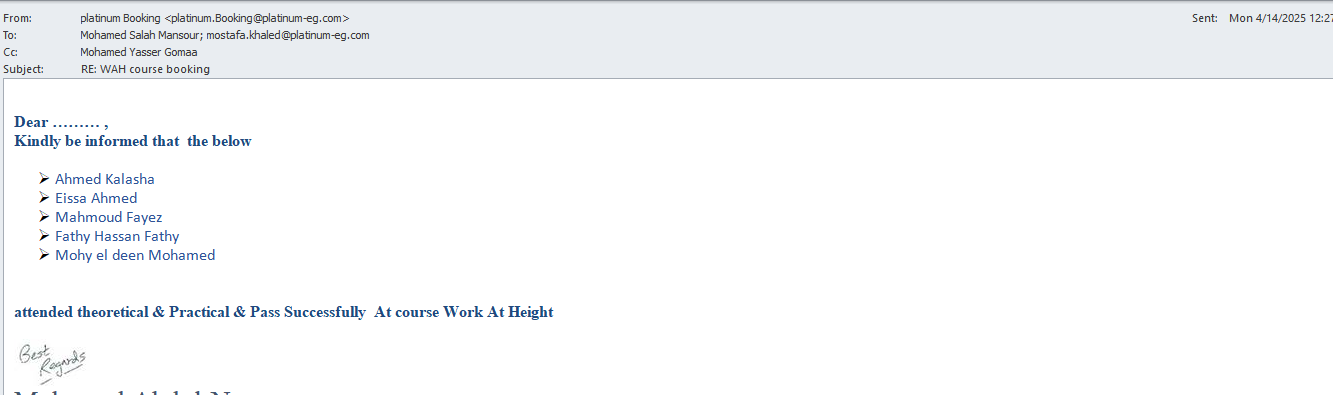 From: platinum Booking <platinum.Booking@platinum-eg.com> Sent: Mon 4/14/2025 12:27
To: Mohamed Salah Mansour; mostafa.khaled@platinum-eg.com
Cc: Mohamed Yasser Gomaa
Subject: RE: WAH course booking
Dear ……… ,
Kindly be informed that  the below
➢ Ahmed Kalasha
➢ Eissa Ahmed
➢ Mahmoud Fayez
➢ Fathy Hassan Fathy
➢ Mohy el deen Mohamed
attended theoretical & Practical & Pass Successfully  At course Work At Height
Best
Regards